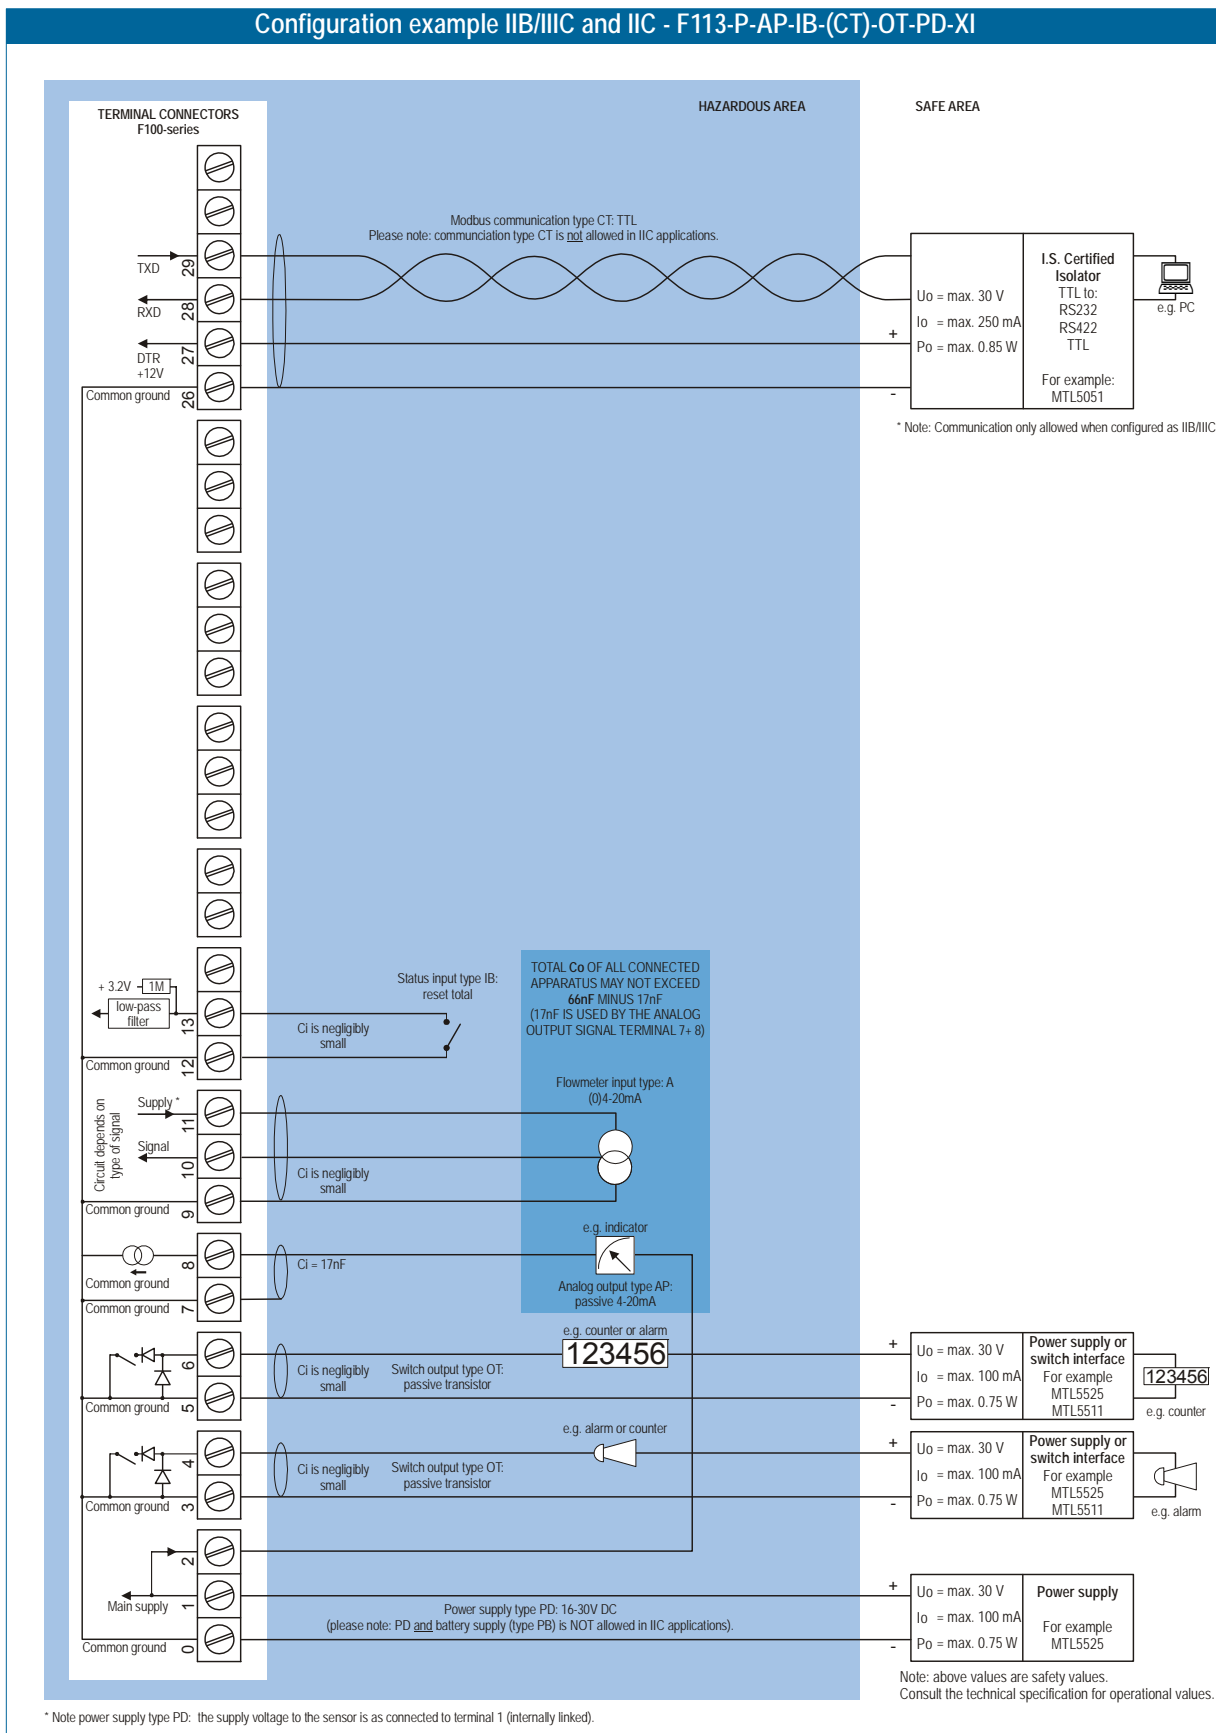 Configuration example IIB/IIIC and IIC - F113-P-AP-IB-(CT)-OT-PD-XI
TERMINAL CONNECTORS
F100-series
HAZARDOUS AREA
SAFE AREA
Modbus communication type CT: TTL
Please note: communciation type CT is not allowed in IIC applications.
TXD
29
RXD
28
DTR
+12V
27
Common ground
26
+
-
Uo = max. 30 V
Io = max. 250 mA
Po = max. 0.85 W
I.S. Certified
Isolator
TTL to:
RS232
RS422
TTL
For example:
MTL5051
e.g. PC
* Note: Communication only allowed when configured as IIB/IIIC
+ 3.2V
1M
low-pass
filter
13
Common ground
12
Ci is negligibly
small
Status input type IB:
reset total
TOTAL Co OF ALL CONNECTED
APPARATUS MAY NOT EXCEED
66nF MINUS 17nF
(17nF IS USED BY THE ANALOG
OUTPUT SIGNAL TERMINAL 7+ 8)
Flowmeter input type: A
(0)4-20mA
Circuit depends on
type of signal
Supply *
11
Signal
10
Common ground
9
Ci is negligibly
small
8
Common ground
Common ground
7
Ci = 17nF
e.g. indicator
Analog output type AP:
passive 4-20mA
6
Common ground
5
Ci is negligibly
small
Switch output type OT:
passive transistor
e.g. counter or alarm
123456
+
-
Uo = max. 30 V
Io = max. 100 mA
Po = max. 0.75 W
Power supply or
switch interface
For example
MTL5525
MTL5511
123456
e.g. counter
4
Common ground
3
Ci is negligibly
small
Switch output type OT:
passive transistor
e.g. alarm or counter
+
-
Uo = max. 30 V
Io = max. 100 mA
Po = max. 0.75 W
Power supply or
switch interface
For example
MTL5525
MTL5511
e.g. alarm
2
Main supply
1
Common ground
0
Power supply type PD: 16-30V DC
(please note: PD and battery supply (type PB) is NOT allowed in IIC applications).
+
-
Uo = max. 30 V
Io = max. 100 mA
Po = max. 0.75 W
Power supply
For example
MTL5525
Note: above values are safety values.
Consult the technical specification for operational values.
* Note power supply type PD: the supply voltage to the sensor is as connected to terminal 1 (internally linked).